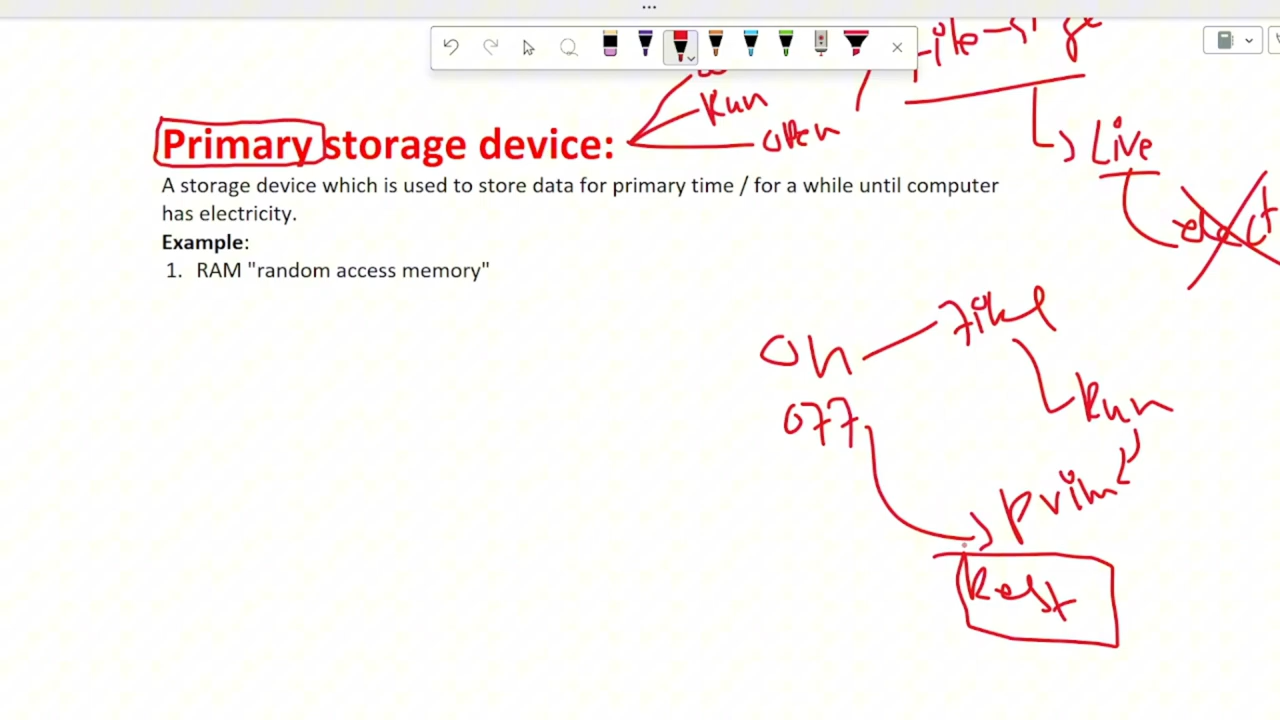 Run
open
Live
Primary storage device:
A storage device which is used to store data for primary time / for a while until computer
has electricity.
Example:
1. RAM "random access memory"
On
Run
Off
Prim
Rest